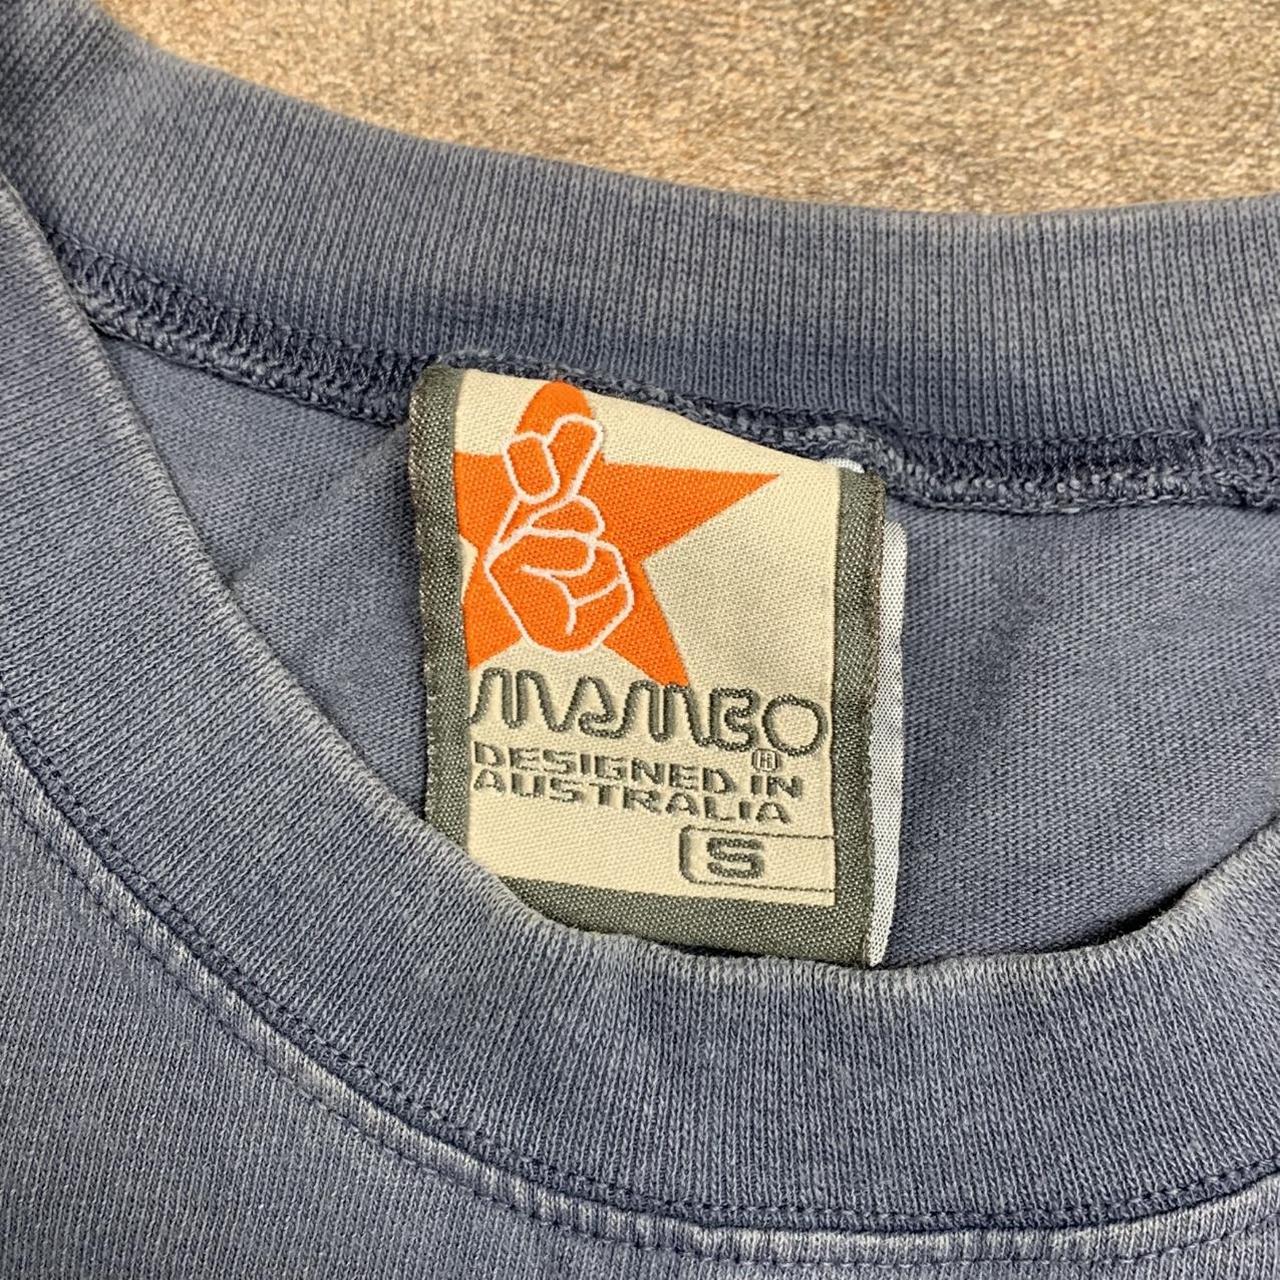 MAMBO
®
DESIGNED IN
AUSTRALIA
S